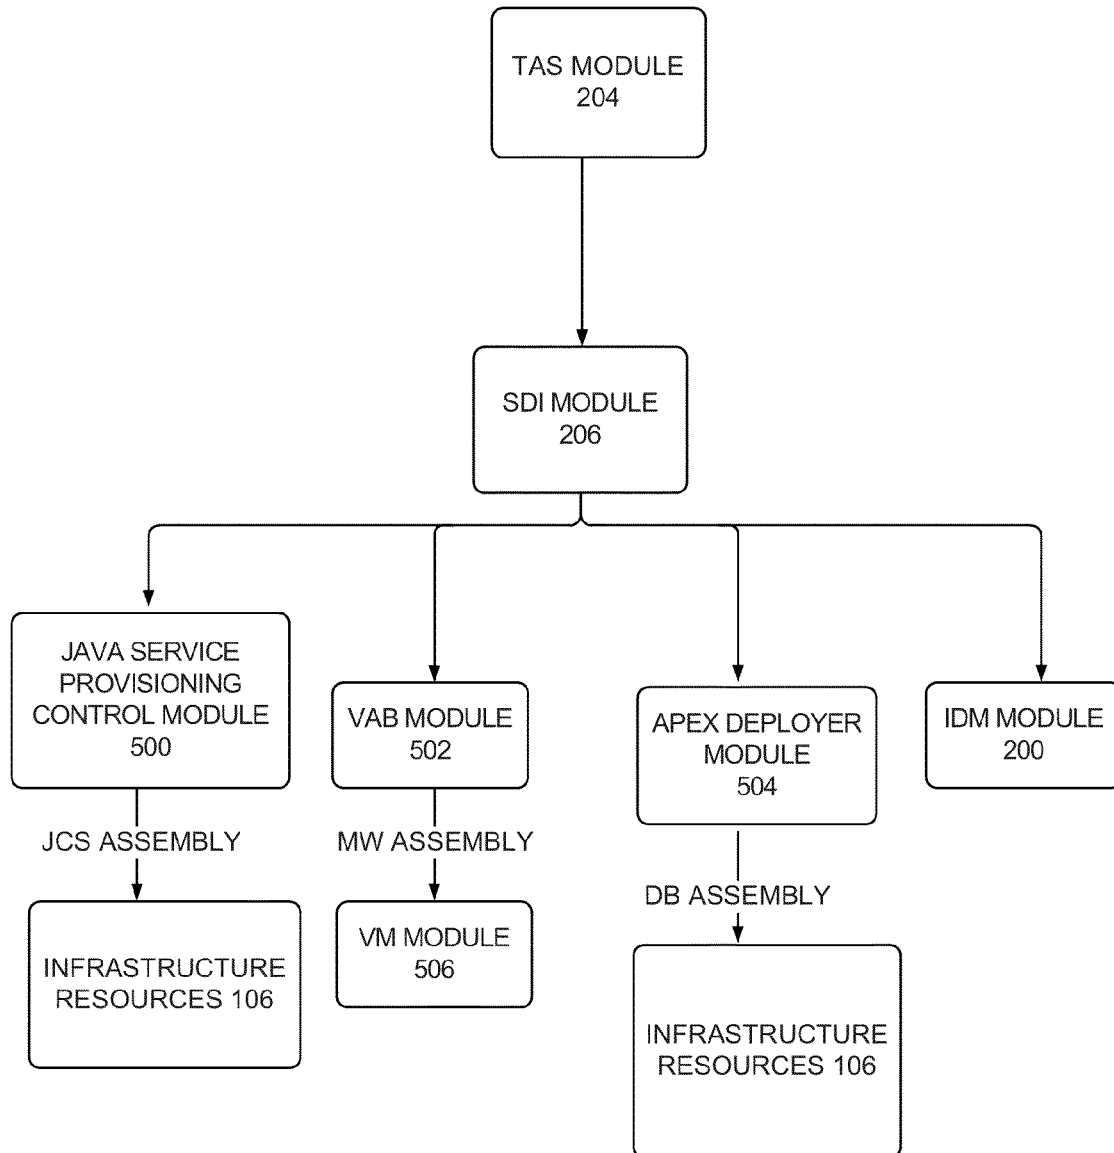 TAS MODULE
204
SDI MODULE
206
JAVA SERVICE
PROVISIONING
CONTROL MODULE
500
VAB MODULE
502
APEX DEPLOYER
MODULE
504
IDM MODULE
200
JCS ASSEMBLY
MW ASSEMBLY
DB ASSEMBLY
INFRASTRUCTURE
RESOURCES 106
VM MODULE
506
INFRASTRUCTURE
RESOURCES 106